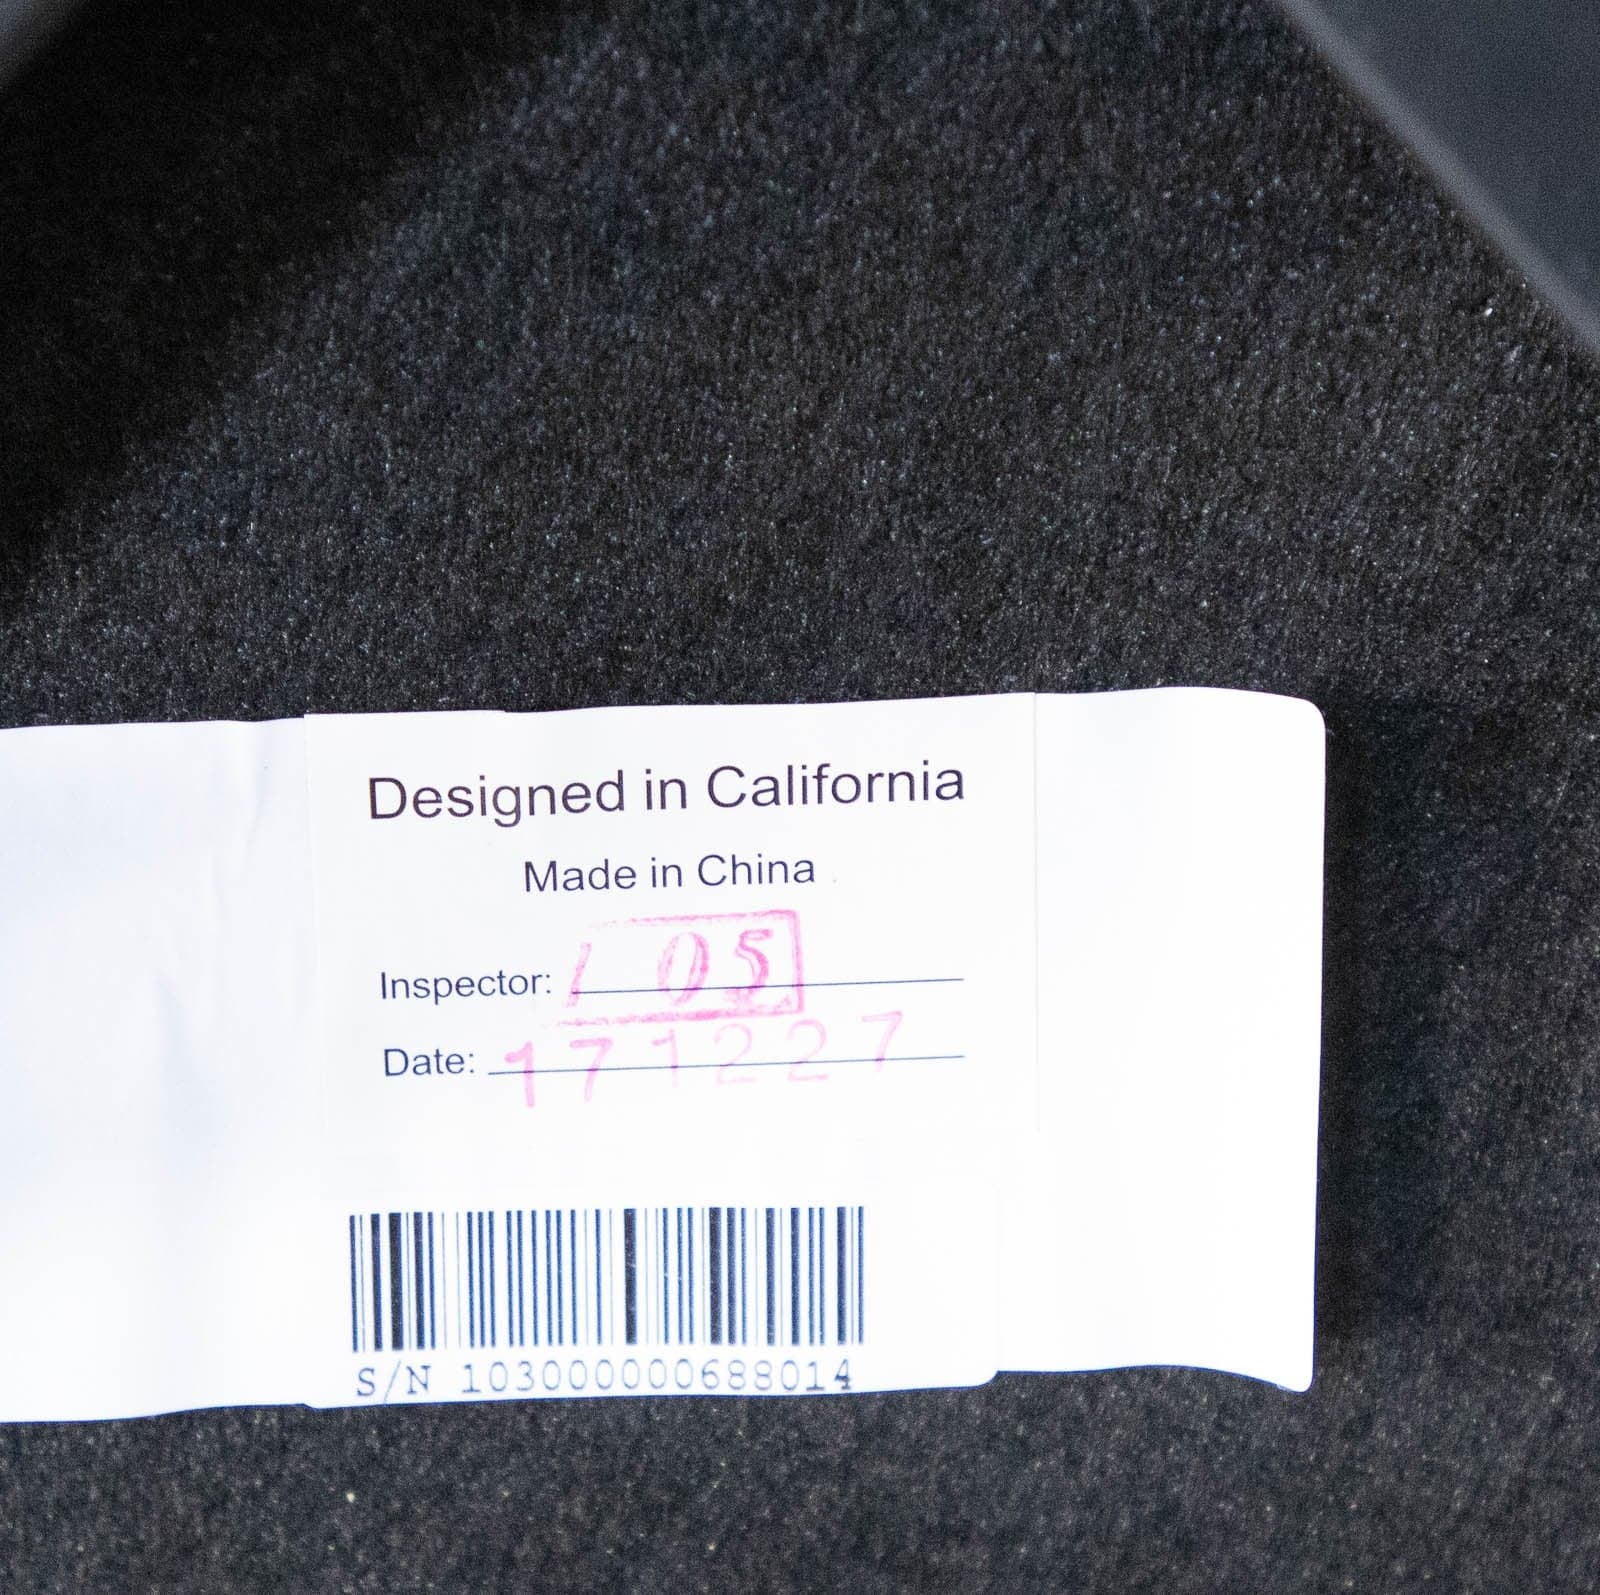 Designed in California
Made in China
Inspector: 105
Date: 171227
S/N 103000000688014